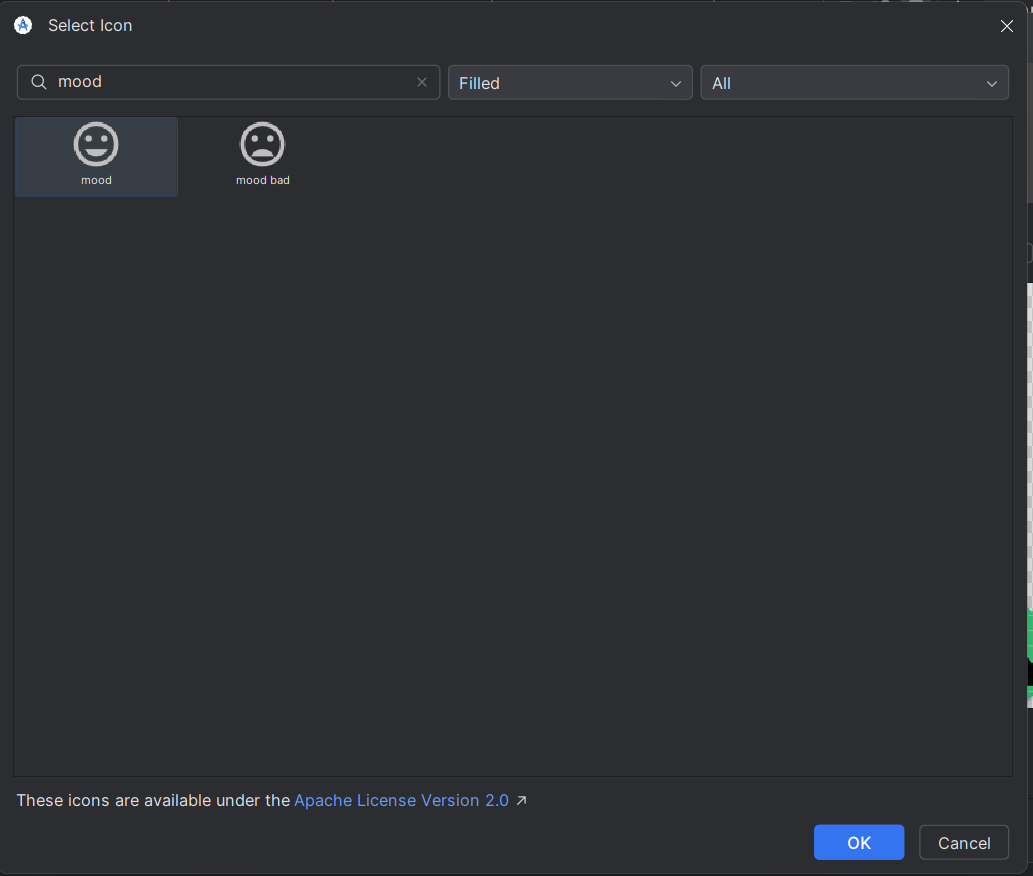 Select Icon
mood
Filled
All
mood
mood bad
These icons are available under the Apache License Version 2.0 ↗
OK
Cancel